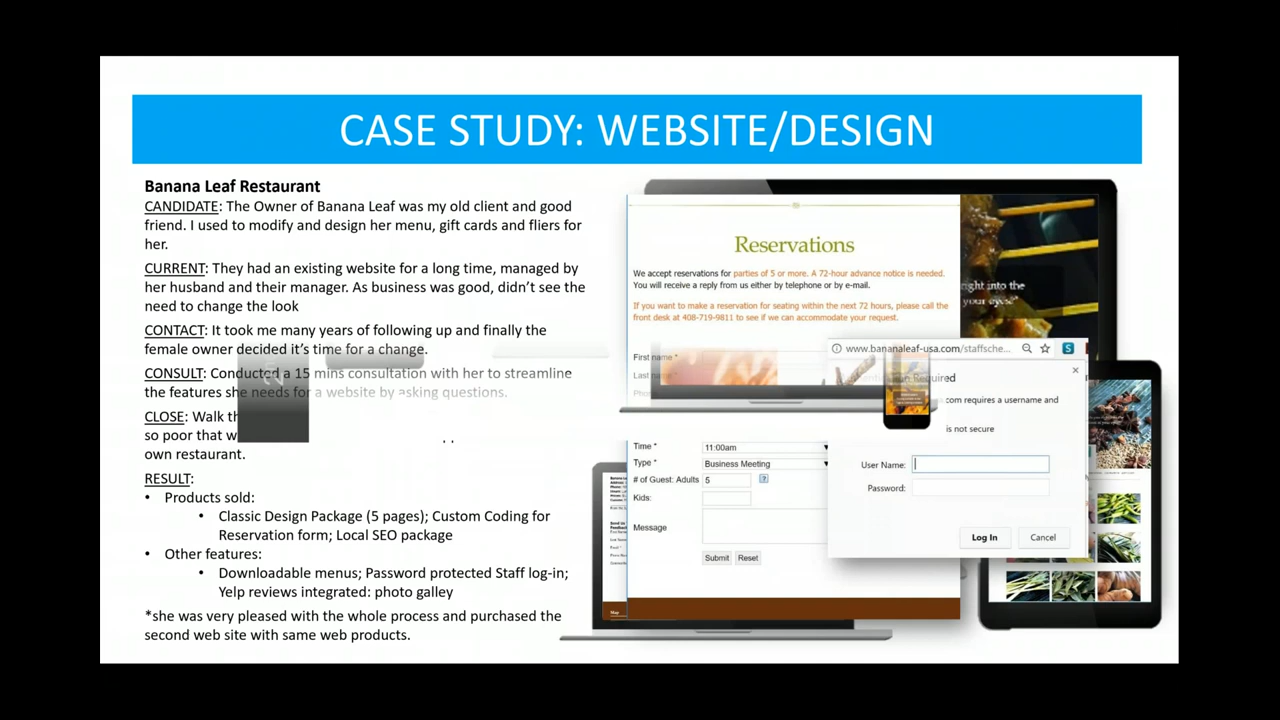 CASE STUDY: WEBSITE/DESIGN
Banana Leaf Restaurant
CANDIDATE: The Owner of Banana Leaf was my old client and good
friend. I used to modify and design her menu, gift cards and fliers for
her.
CURRENT: They had an existing website for a long time, managed by
her husband and their manager. As business was good, didn't see the
need to change the look
CONTACT: It took me many years of following up and finally the
female owner decided it's time for a change.
CONSULT: Conducted a 15 mins consultation with her to streamline
the features she needs for a website by asking questions.
CLOSE: Walk
so poor that
own restaurant.
RESULT:
• Products sold:
• Classic Design Package (5 pages); Custom Coding for
Reservation form; Local SEO package
• Other features:
• Downloadable menus; Password protected Staff log-in;
Yelp reviews integrated: photo galley
*she was very pleased with the whole process and purchased the
second web site with same web products.
Reservations
We accept reservations for parties of 5 or more. A 72-hour advance notice is needed.
You will receive a reply from us either by telephone or by e-mail.
If you want to make a reservation for seating within the next 72 hours, please call the
front desk at 408-719-9811 to see if we can accommodate your request.
First name *
Last name
right into the
your eyes
www.bananaleaf-usa.com/staffsche...
Required
.com requires a username and
is not secure
User Name:
Password:
Log In
Cancel
Time * 11:00am
Type * Business Meeting
# of Guest: Adults 5 ?
Kids:
Message
Submit Reset
Map